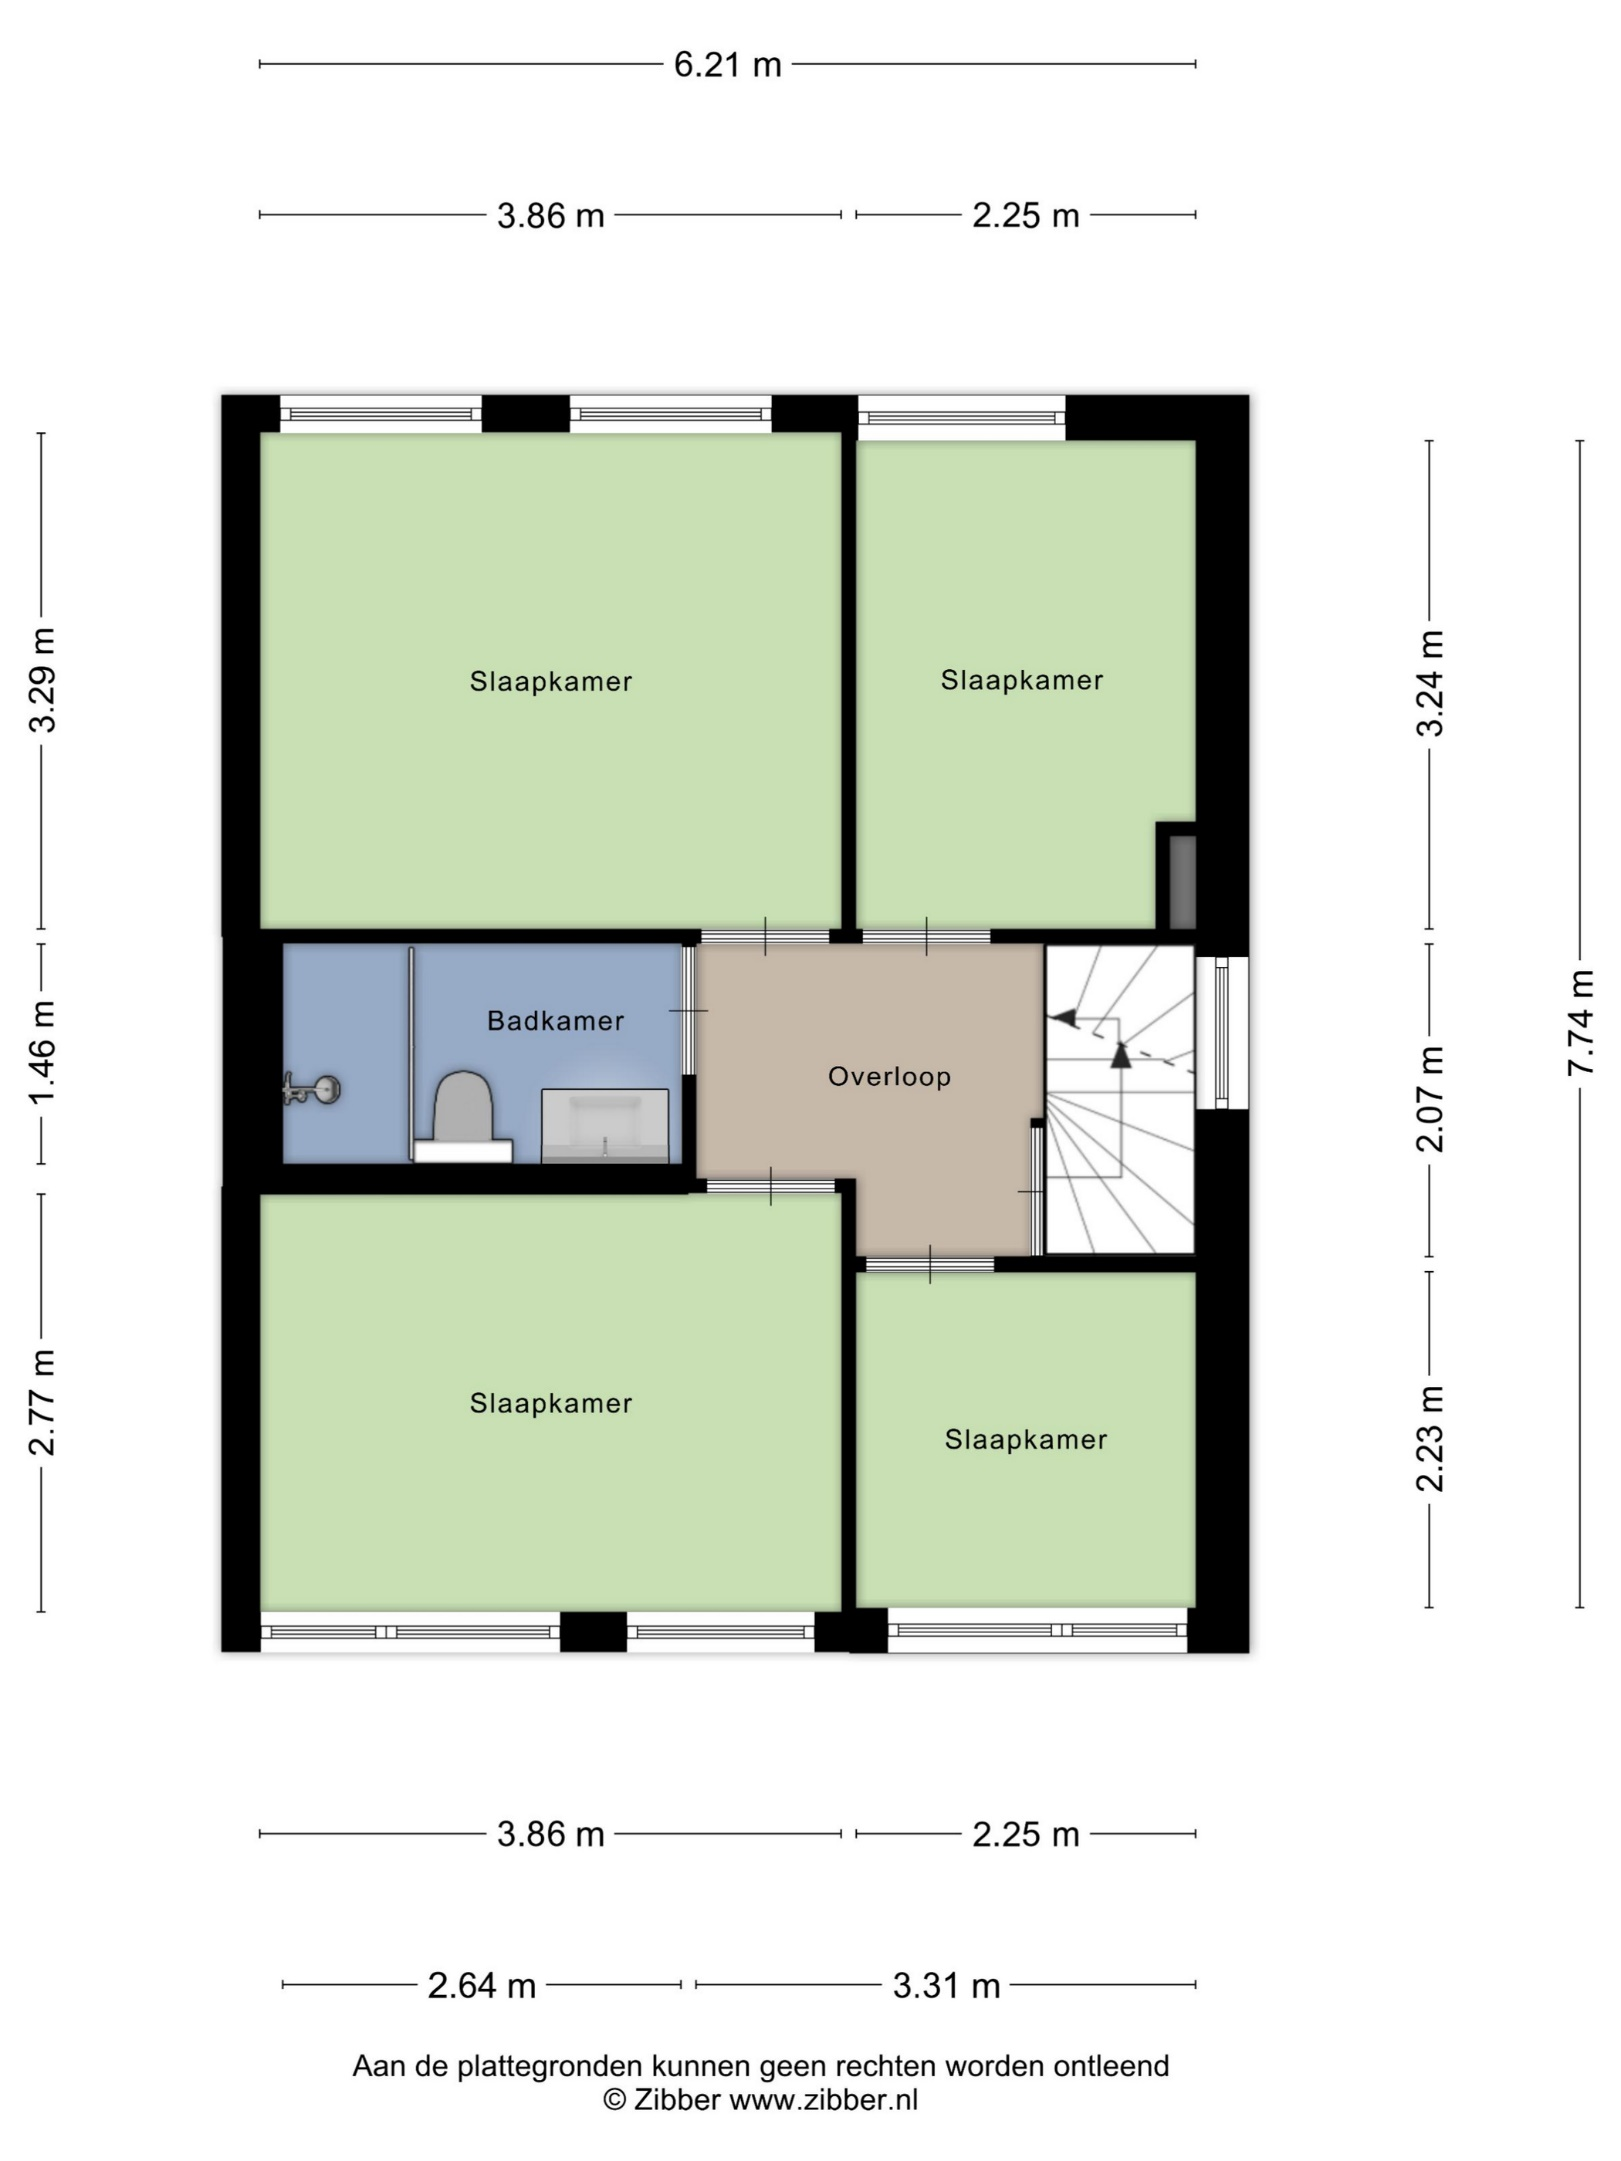 6.21 m
3.86 m
2.25 m
Slaapkamer
Slaapkamer
3.29 m
3.24 m
7.74 m
Badkamer
Overloop
1.46 m
2.07 m
Slaapkamer
Slaapkamer
2.77 m
2.23 m
3.86 m
2.25 m
2.64 m
3.31 m
Aan de plattegronden kunnen geen rechten worden ontleend
© Zibber www.zibber.nl